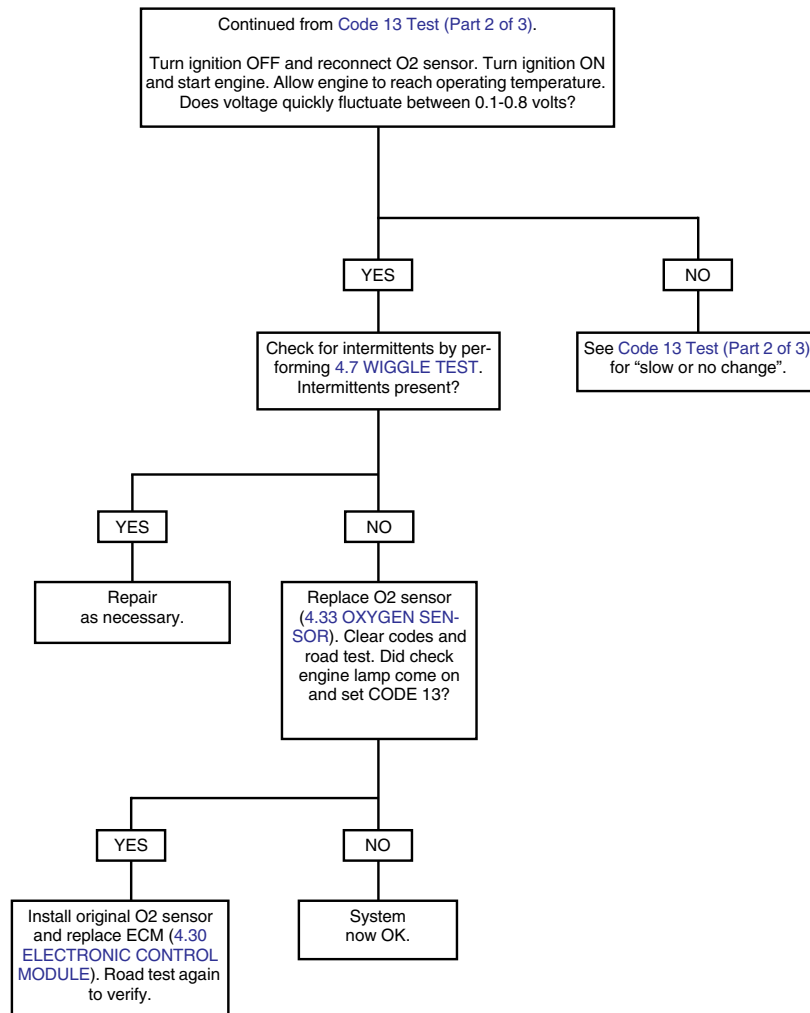 Continued from Code 13 Test (Part 2 of 3).
Turn ignition OFF and reconnect O2 sensor. Turn ignition ON
and start engine. Allow engine to reach operating temperature.
Does voltage quickly fluctuate between 0.1-0.8 volts?
YES
NO
Check for intermittents by per-
forming 4.7 WIGGLE TEST.
Intermittents present?
See Code 13 Test (Part 2 of 3)
for “slow or no change”.
YES
NO
Repair
as necessary.
Replace O2 sensor
(4.33 OXYGEN SEN-
SOR). Clear codes and
road test. Did check
engine lamp come on
and set CODE 13?
YES
NO
Install original O2 sensor
and replace ECM (4.30
ELECTRONIC CONTROL
MODULE). Road test again
to verify.
System
now OK.